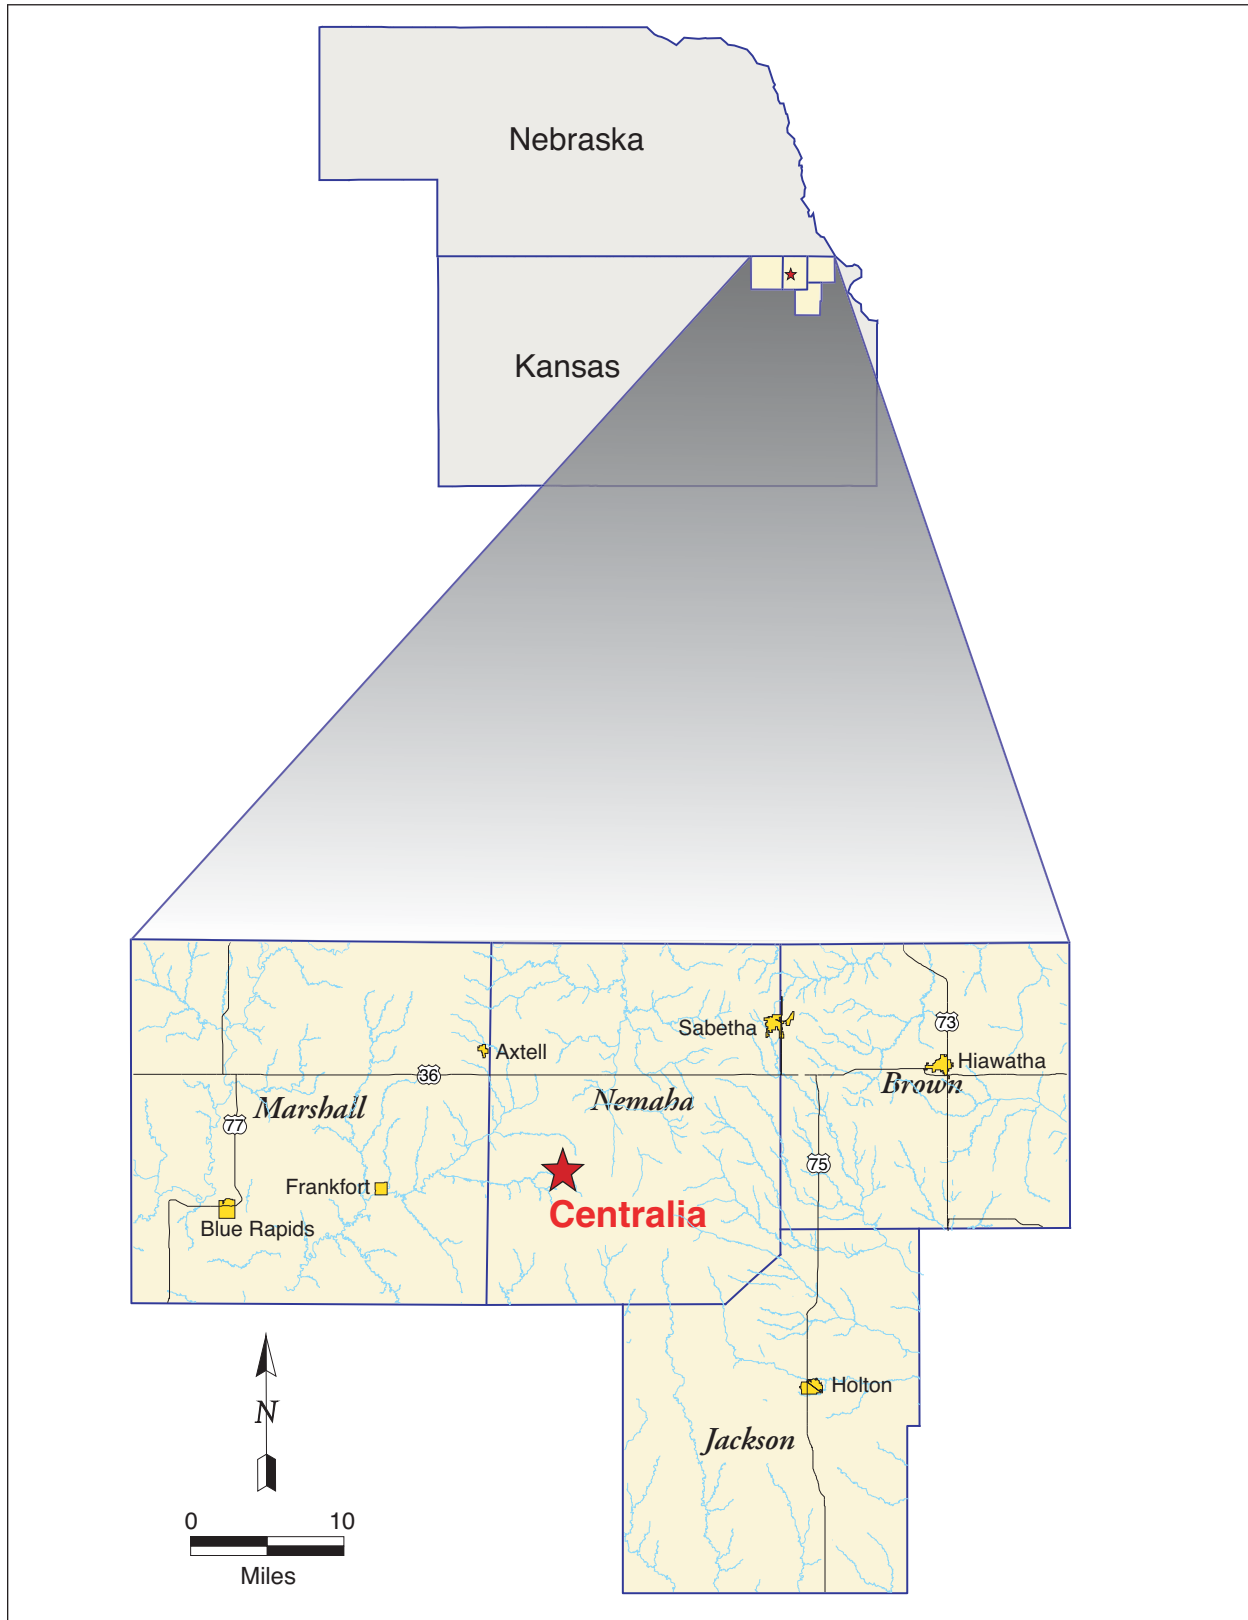 Nebraska
Kansas
Sabetha
73
Axtell
Hiawatha
36
Brown
Nemaha
Marshall
77
75
Frankfort
Centralia
Blue Rapids
Holton
N
Jackson
0 10
Miles